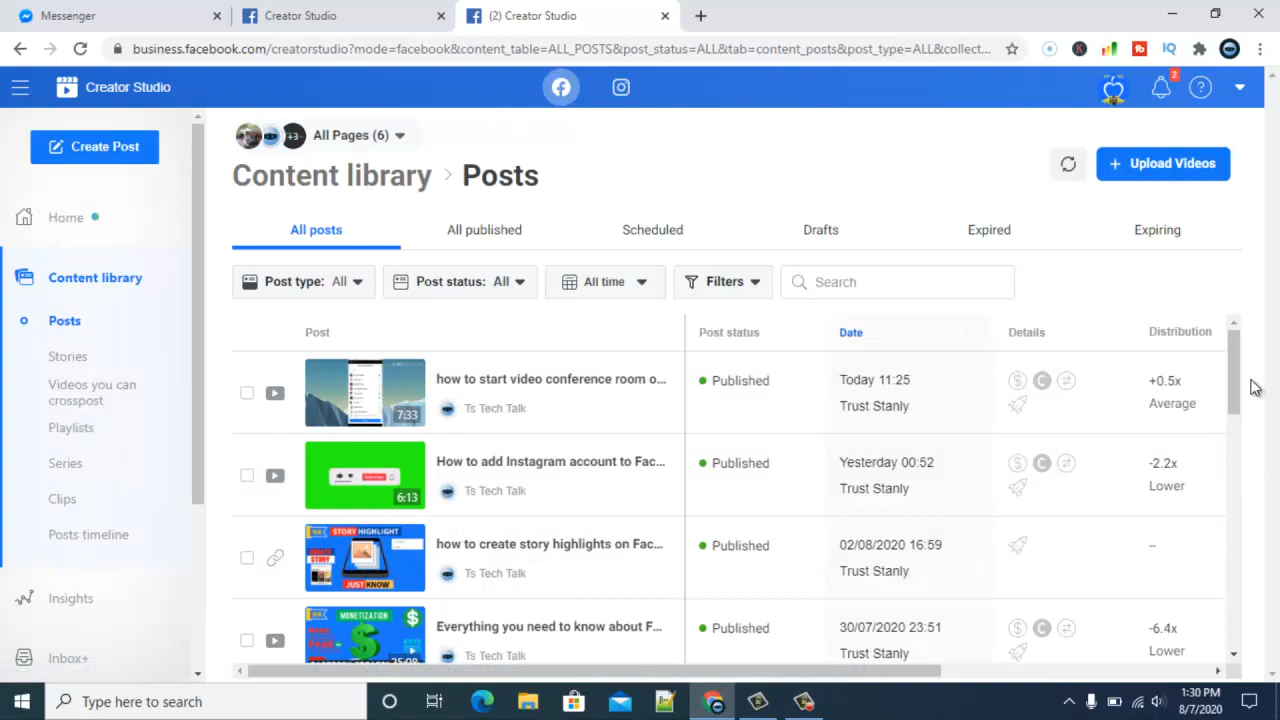 Messenger
Creator Studio
(2) Creator Studio
business.facebook.com/creatorstudio?mode=facebook&content_table=ALL_POSTS&post_status=ALL&tab=content_posts&post_type=ALL&collect...
K
IQ
Creator Studio
2
Create Post
+3
All Pages (6)
Content library > Posts
+ Upload Videos
Home
All posts
All published
Scheduled
Drafts
Expired
Expiring
Content library
Post type: All
Post status: All
All time
Filters
Search
Posts
Post
Post status
Date
Details
Distribution
Stories
Videos you can
crosspost
Playlists
Series
Clips
Posts timeline
Insights
Inbox+
7:33
how to start video conference room o...
Ts Tech Talk
Published
Today 11:25
Trust Stanly
+0.5x
Average
6:13
How to add Instagram account to Fac...
Ts Tech Talk
Published
Yesterday 00:52
Trust Stanly
-2.2x
Lower
STORY HIGHLIGHT
JUST KNOW
how to create story highlights on Fac...
Ts Tech Talk
Published
02/08/2020 16:59
Trust Stanly
--
MONETIZATION
25:08
Everything you need to know about F...
Ts Tech Talk
Published
30/07/2020 23:51
Trust Stanly
-6.4x
Lower
Type here to search
1:30 PM
8/7/2020